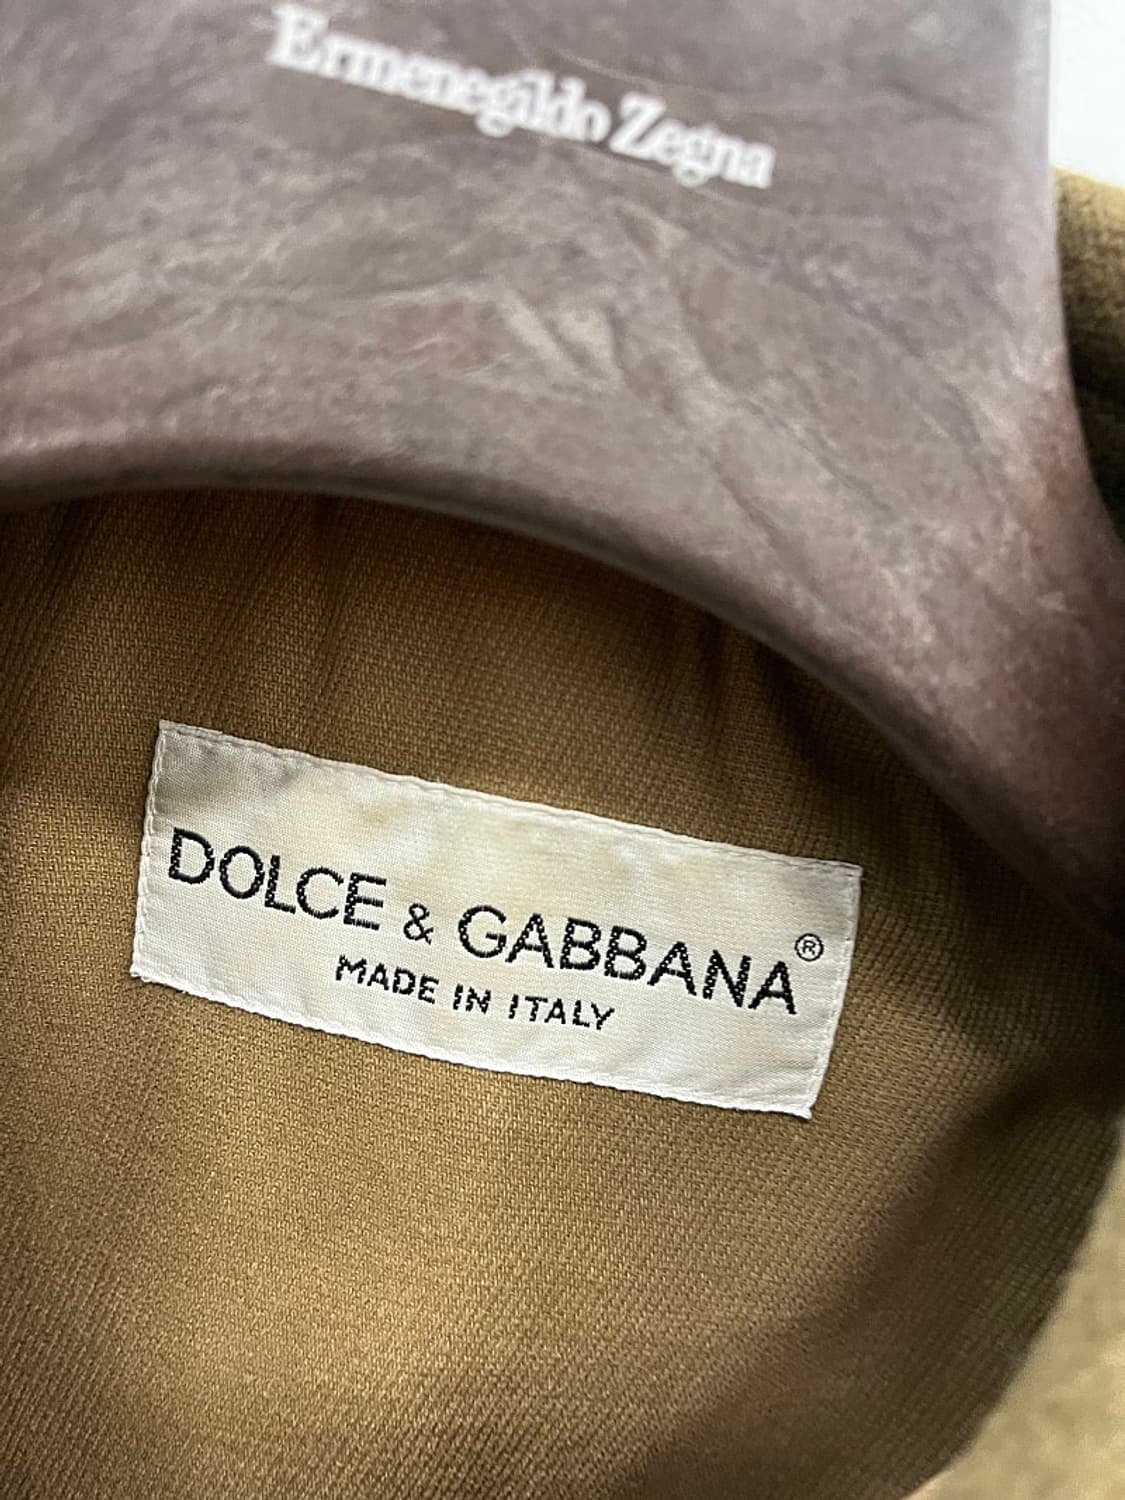 Ermenegildo Zegna
DOLCE & GABBANA®
MADE IN ITALY